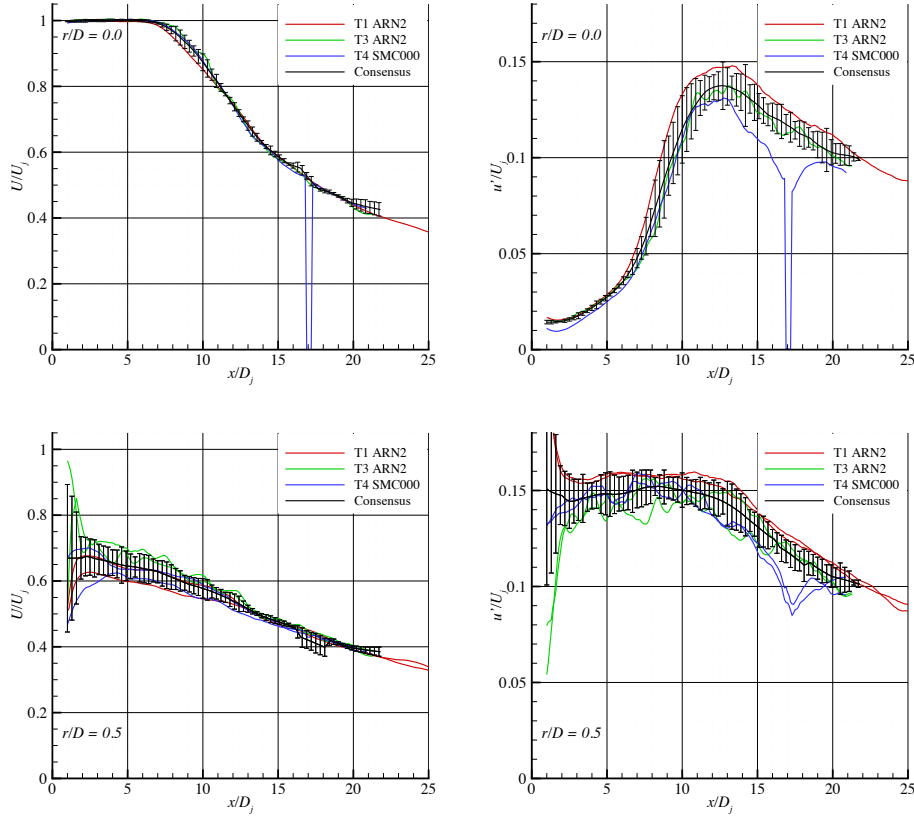 1
0.8
0.6
0.4
0.2
0
U/U_j
r/D = 0.0
T1 ARN2
T3 ARN2
T4 SMC000
Consensus
0 5 10 15 20 25
x/D_j
0.15
0.10
0.05
0
u'/U_j
r/D = 0.0
T1 ARN2
T3 ARN2
T4 SMC000
Consensus
0 5 10 15 20 25
x/D_j
1
0.8
0.6
0.4
0.2
0
U/U_j
T1 ARN2
T3 ARN2
T4 SMC000
Consensus
r/D = 0.5
0 5 10 15 20 25
x/D_j
0.15
0.10
0.05
0
u'/U_j
T1 ARN2
T3 ARN2
T4 SMC000
Consensus
r/D = 0.5
0 5 10 15 20 25
x/D_j